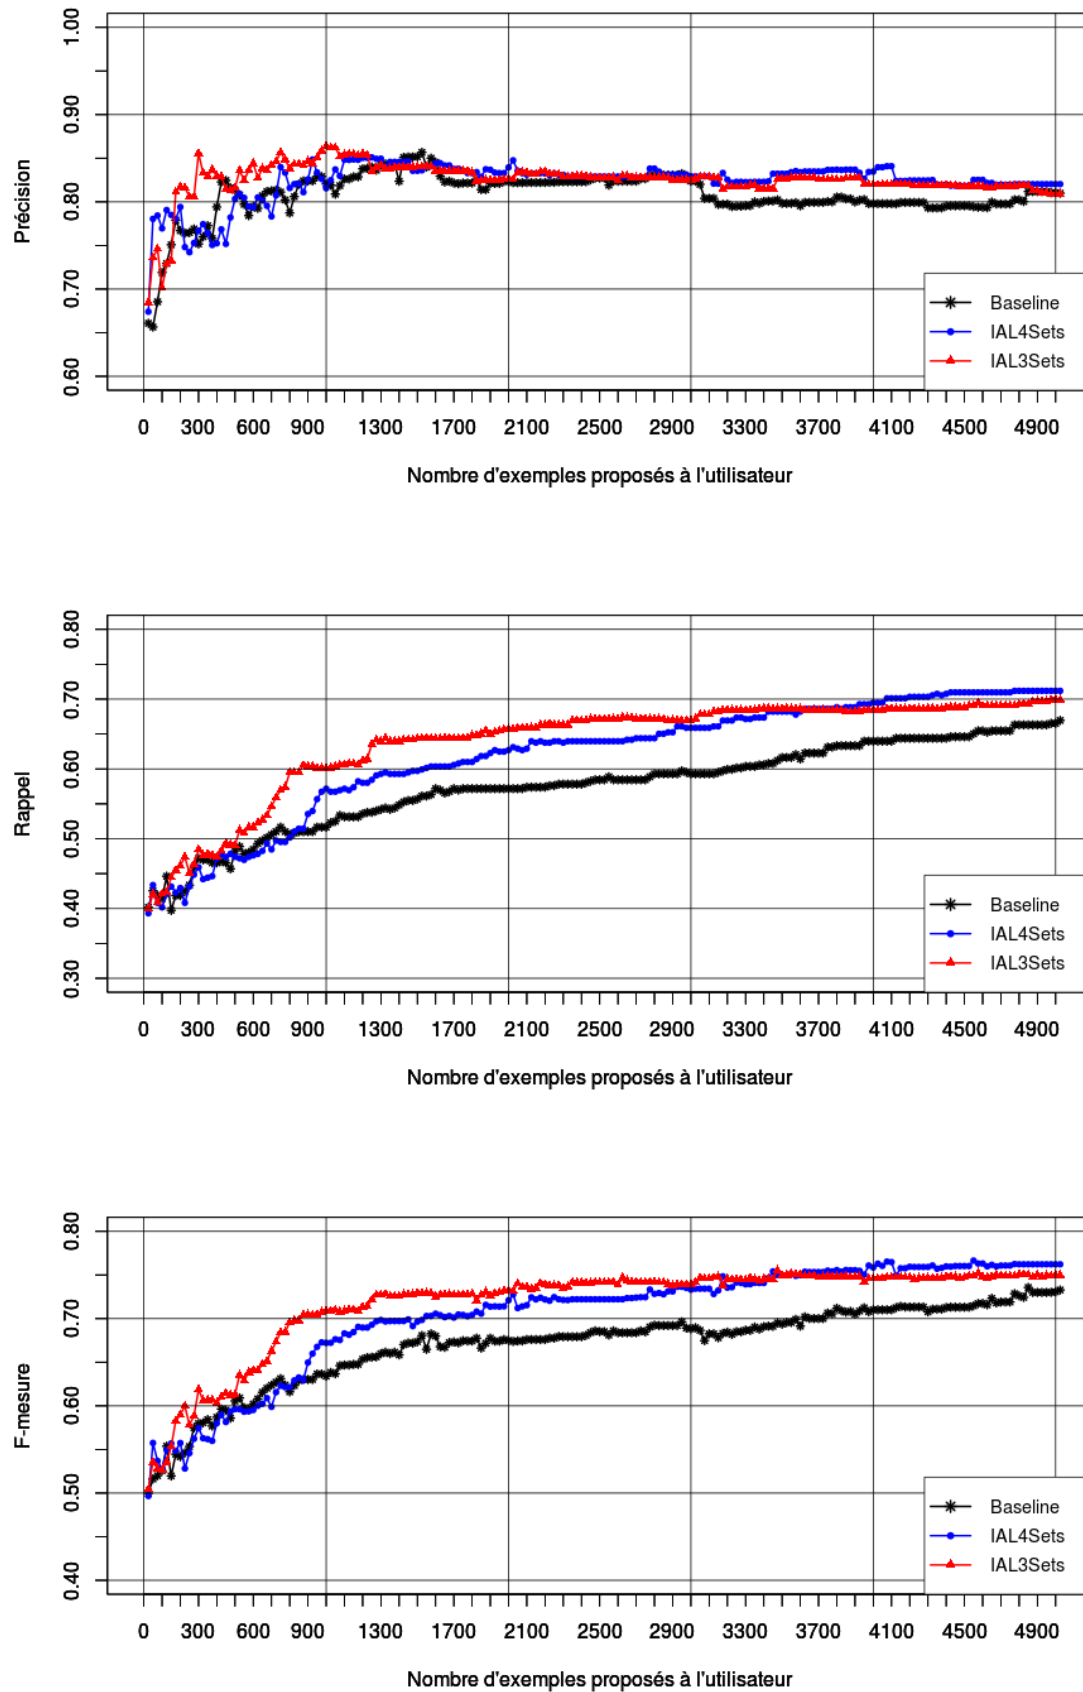 1.00
0.90
0.80
0.70
0.60
Précision
0 300 600 900 1300 1700 2100 2500 2900 3300 3700 4100 4500 4900
Nombre d'exemples proposés à l'utilisateur
Baseline
IAL4Sets
IAL3Sets
0.80
0.70
0.60
0.50
0.40
0.30
Rappel
0 300 600 900 1300 1700 2100 2500 2900 3300 3700 4100 4500 4900
Nombre d'exemples proposés à l'utilisateur
Baseline
IAL4Sets
IAL3Sets
0.80
0.70
0.60
0.50
0.40
F-mesure
0 300 600 900 1300 1700 2100 2500 2900 3300 3700 4100 4500 4900
Nombre d'exemples proposés à l'utilisateur
Baseline
IAL4Sets
IAL3Sets